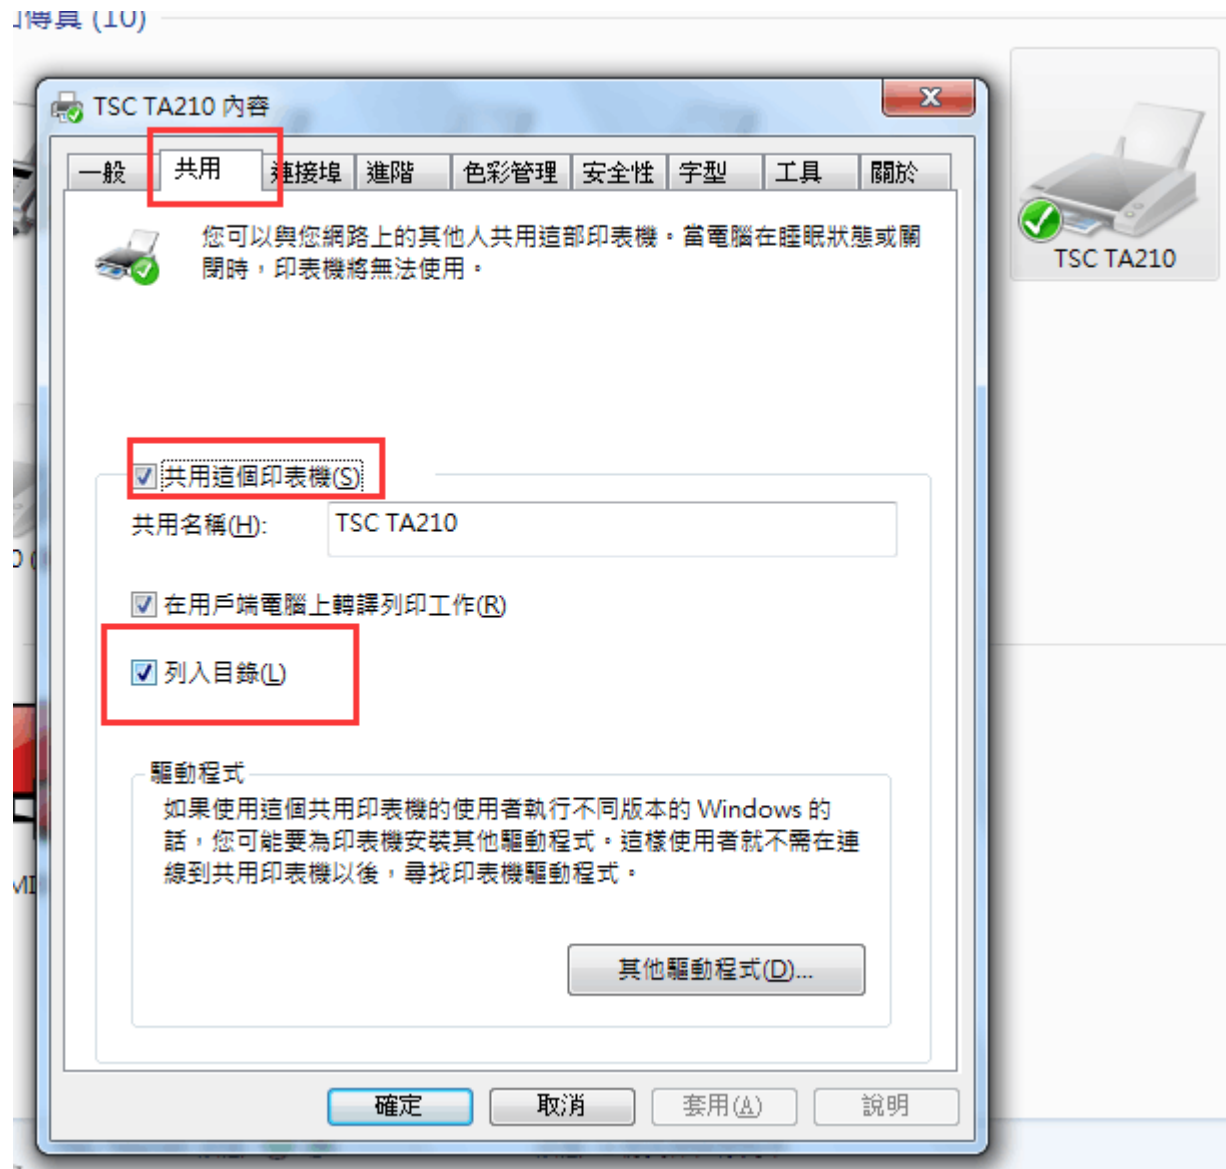 傳真 (10)
TSC TA210 內容
一般 共用 連接埠 進階 色彩管理 安全性 字型 工具 關於
您可以與您網路上的其他人共用這部印表機。當電腦在睡眠狀態或關
閉時，印表機將無法使用。
TSC TA210
共用這個印表機(S)
共用名稱(H): TSC TA210
在用戶端電腦上轉譯列印工作(R)
列入目錄(L)
驅動程式
如果使用這個共用印表機的使用者執行不同版本的 Windows 的
話，您可能要為印表機安裝其他驅動程式。這樣使用者就不需在連
線到共用印表機以後，尋找印表機驅動程式。
其他驅動程式(D)...
確定 取消 套用(A) 說明